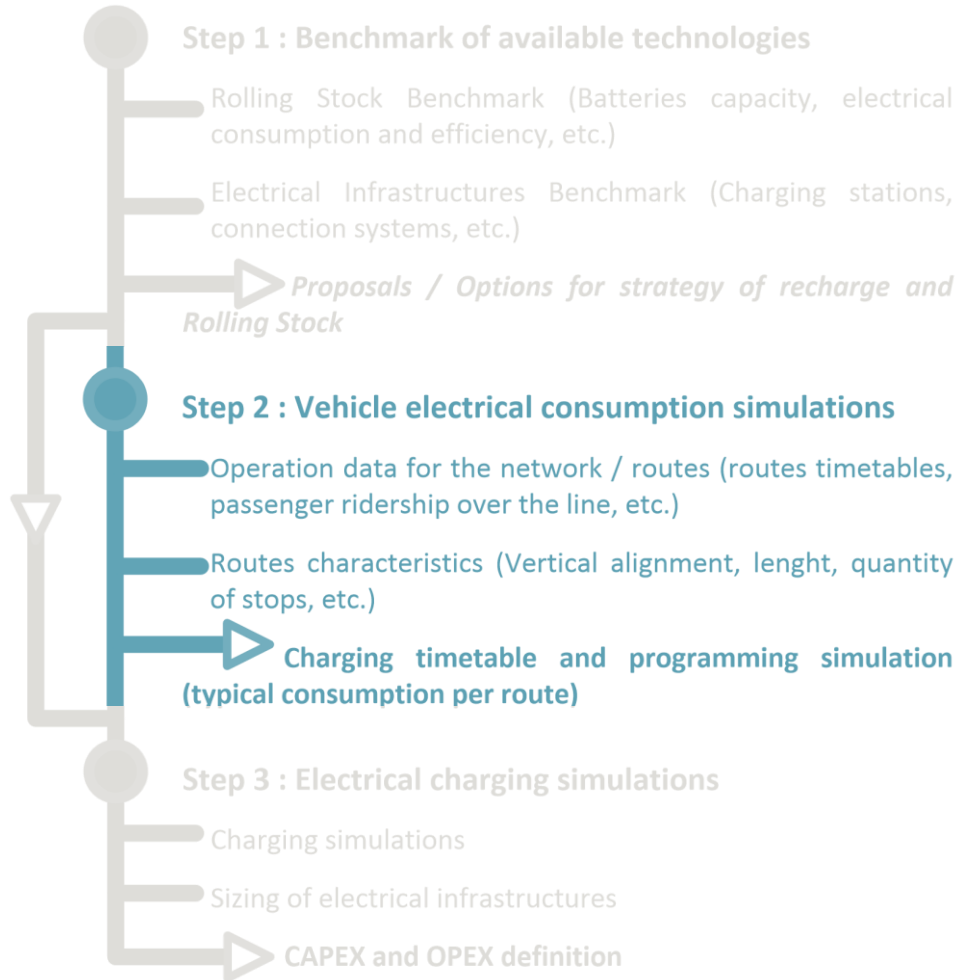 Step 1 : Benchmark of available technologies
Rolling Stock Benchmark (Batteries capacity, electrical
consumption and efficiency, etc.)
Electrical Infrastructures Benchmark (Charging stations,
connection systems, etc.)
Proposals / Options for strategy of recharge and
Rolling Stock
Step 2 : Vehicle electrical consumption simulations
Operation data for the network / routes (routes timetables,
passenger ridership over the line, etc.)
Routes characteristics (Vertical alignment, lenght, quantity
of stops, etc.)
Charging timetable and programming simulation
(typical consumption per route)
Step 3 : Electrical charging simulations
Charging simulations
Sizing of electrical infrastructures
CAPEX and OPEX definition